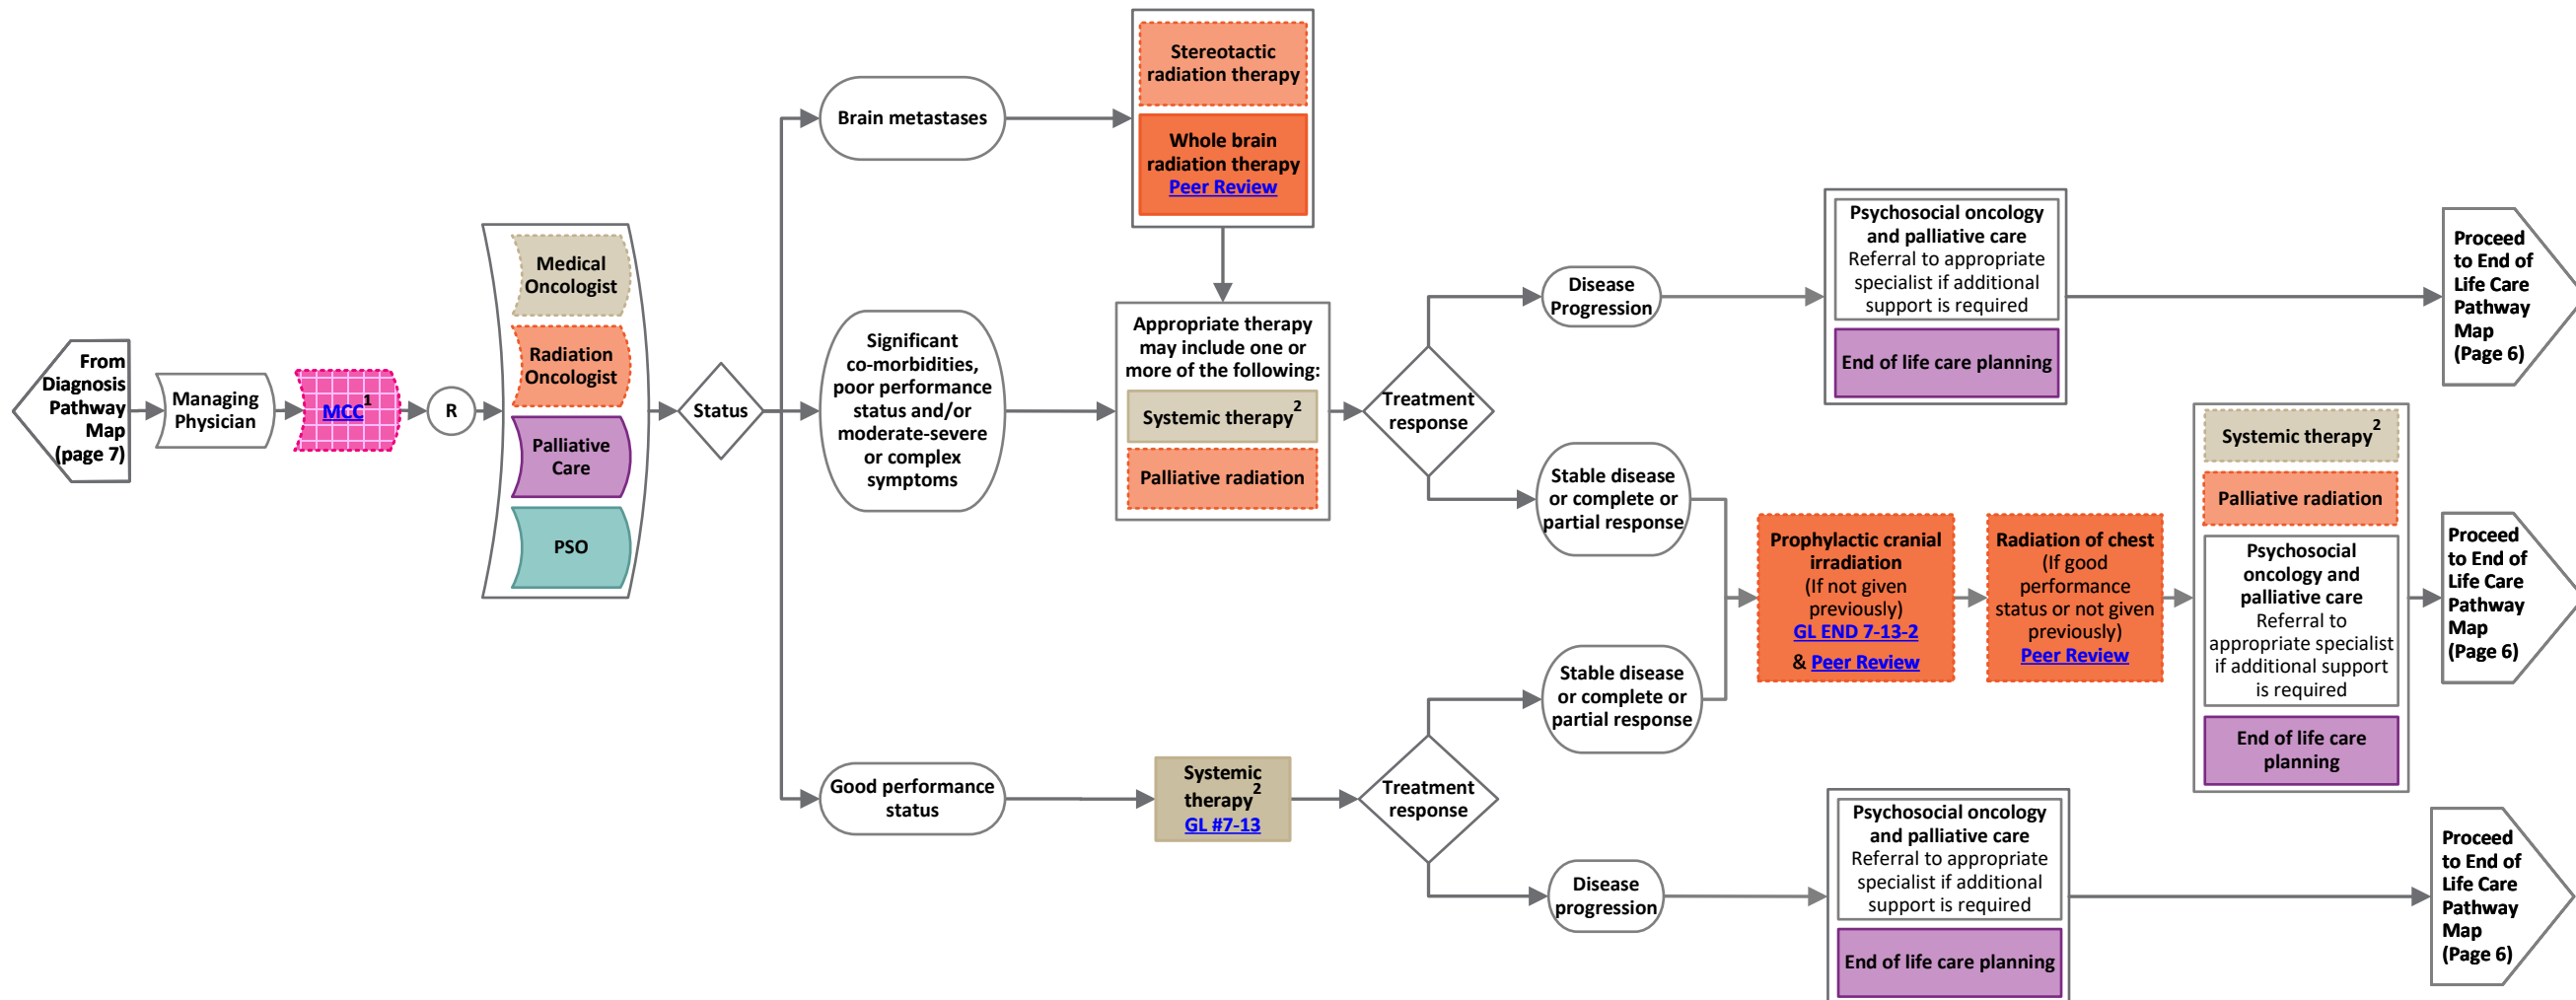 From
Diagnosis
Pathway
Map
(page 7)
Managing
Physician
MCC1
R
Medical
Oncologist
Radiation
Oncologist
Palliative
Care
PSO
Status
Brain metastases
Stereotactic
radiation therapy
Whole brain
radiation therapy
Peer Review
Significant
co-morbidities,
poor performance
status and/or
moderate-severe
or complex
symptoms
Appropriate therapy
may include one or
more of the following:
Systemic therapy2
Palliative radiation
Treatment
response
Disease
Progression
Psychosocial oncology
and palliative care
Referral to appropriate
specialist if additional
support is required
End of life care planning
Proceed
to End of
Life Care
Pathway
Map
(Page 6)
Stable disease
or complete or
partial response
Good performance
status
Systemic
therapy2
GL #7-13
Treatment
response
Stable disease
or complete or
partial response
Prophylactic cranial
irradiation
(If not given
previously)
GL END 7-13-2
& Peer Review
Radiation of chest
(If good
performance
status or not given
previously)
Peer Review
Systemic therapy2
Palliative radiation
Psychosocial
oncology and
palliative care
Referral to
appropriate specialist
if additional support
is required
End of life care
planning
Proceed
to End of
Life Care
Pathway
Map
(Page 6)
Disease
progression
Psychosocial oncology
and palliative care
Referral to appropriate
specialist if additional
support is required
End of life care planning
Proceed
to End of
Life Care
Pathway
Map
(Page 6)